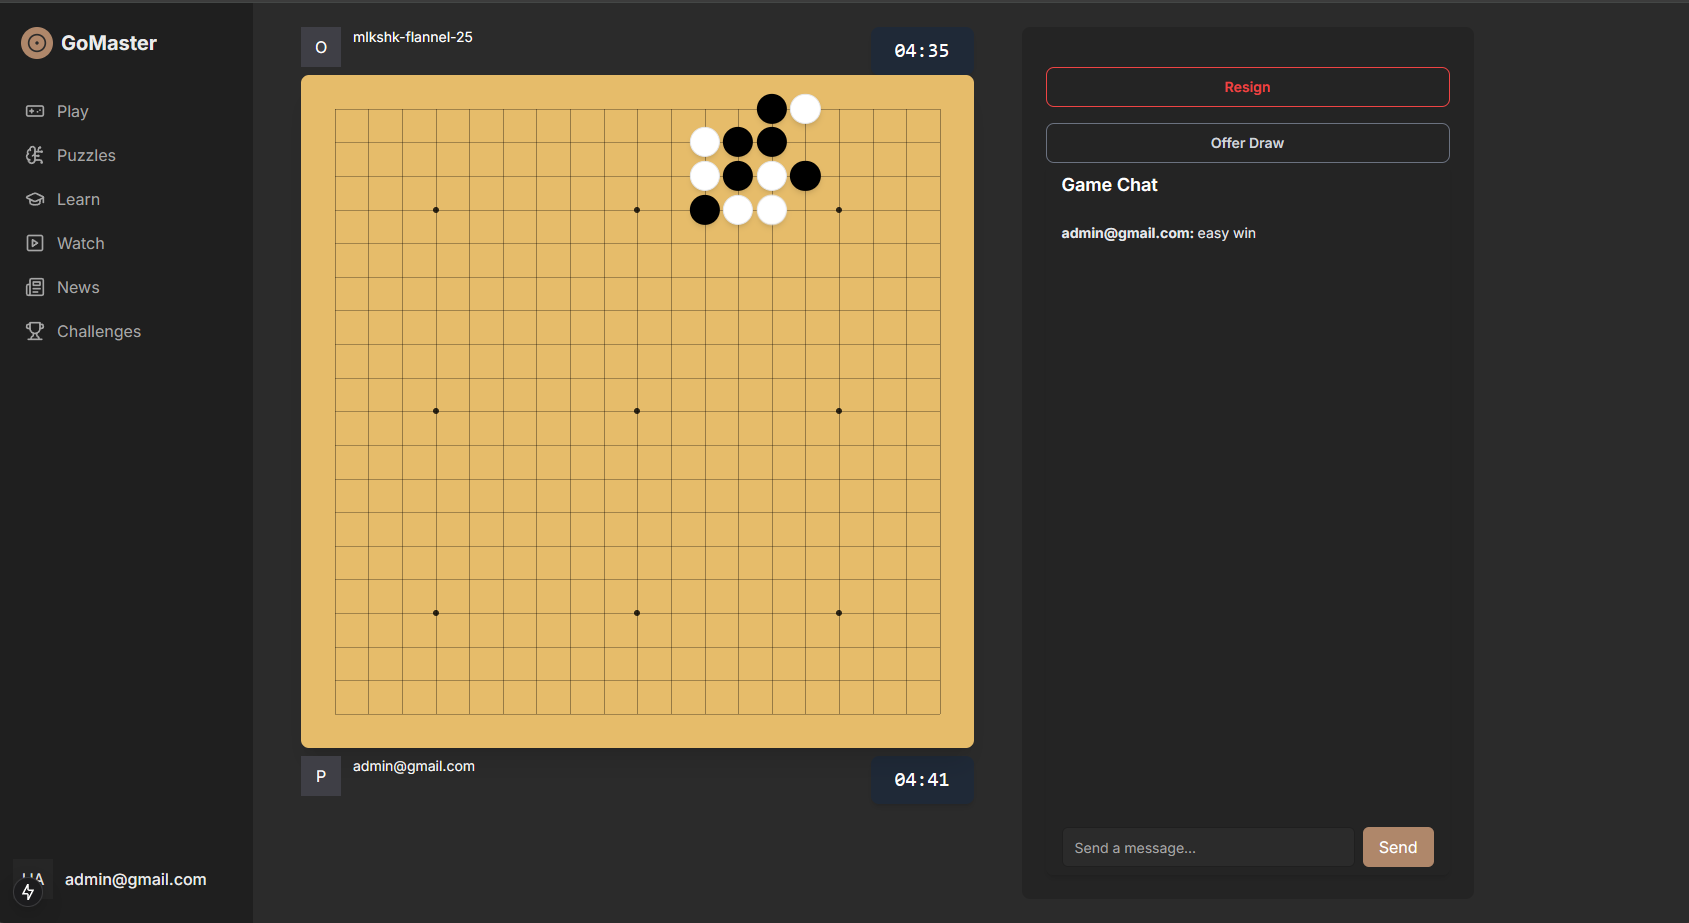 GoMaster
Play
Puzzles
Learn
Watch
News
Challenges
admin@gmail.com
O
mlkshk-flannel-25
04:35
P
admin@gmail.com
04:41
Resign
Offer Draw
Game Chat
admin@gmail.com: easy win
Send a message...
Send